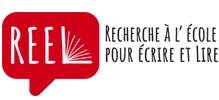 REEL
Recherche à l'école
pour écrire et Lire